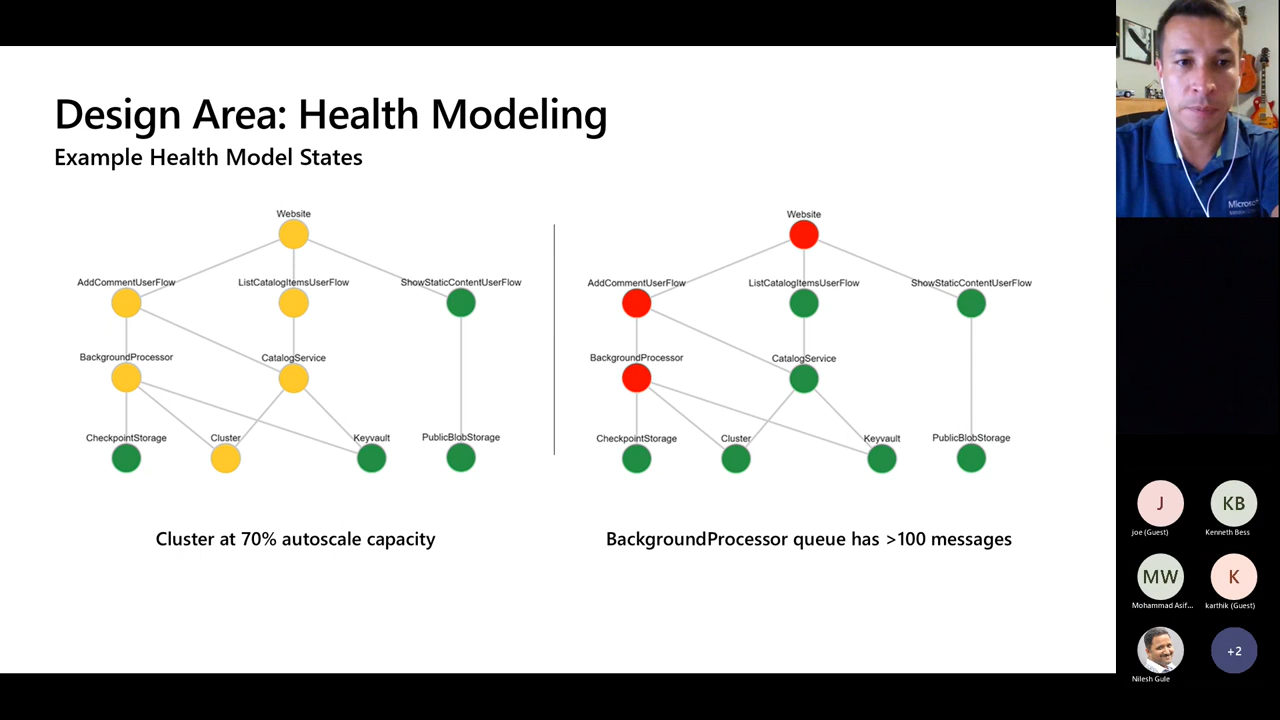 Design Area: Health Modeling
Example Health Model States
Website
AddCommentUserFlow
ListCatalogItemsUserFlow
ShowStaticContentUserFlow
BackgroundProcessor
CatalogService
CheckpointStorage
Cluster
Keyvault
PublicBlobStorage
Cluster at 70% autoscale capacity
Website
AddCommentUserFlow
ListCatalogItemsUserFlow
ShowStaticContentUserFlow
BackgroundProcessor
CatalogService
CheckpointStorage
Cluster
Keyvault
PublicBlobStorage
BackgroundProcessor queue has >100 messages
J
joe (Guest)
KB
Kenneth Bess
MW
Mohammad Asif...
K
karthik (Guest)
Nilesh Gule
+2